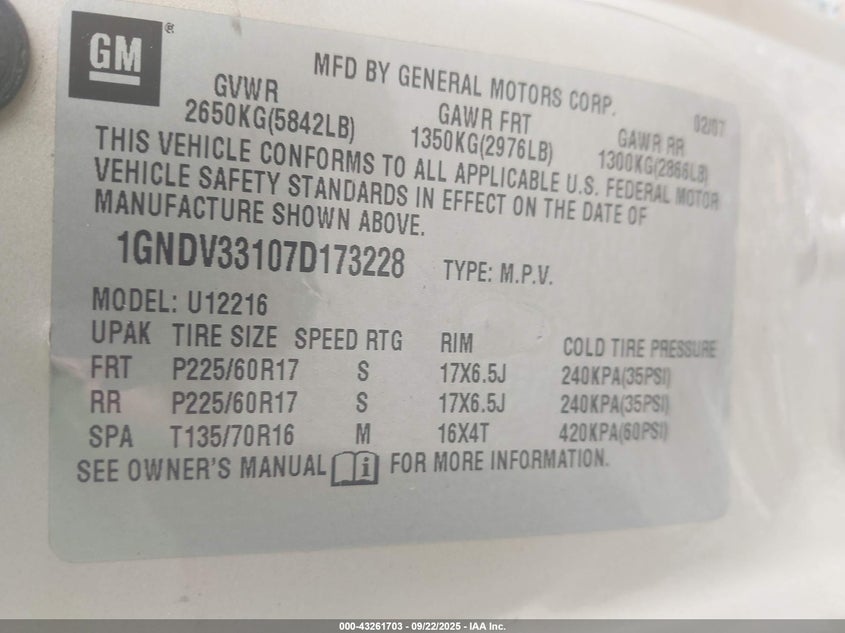 GM ®
MFD BY GENERAL MOTORS CORP. 02/07
GVWR GAWR FRT GAWR RR
2650KG(5842LB) 1350KG(2976LB) 1300KG(2866LB)
THIS VEHICLE CONFORMS TO ALL APPLICABLE U.S. FEDERAL MOTOR
VEHICLE SAFETY STANDARDS IN EFFECT ON THE DATE OF
MANUFACTURE SHOWN ABOVE.
1GNDV33107D173228 TYPE: M.P.V.
MODEL: U12216
UPAK TIRE SIZE SPEED RTG RIM COLD TIRE PRESSURE
FRT P225/60R17 S 17X6.5J 240KPA(35PSI)
RR P225/60R17 S 17X6.5J 240KPA(35PSI)
SPA T135/70R16 M 16X4T 420KPA(60PSI)
SEE OWNER'S MANUAL i FOR MORE INFORMATION.
000-43261703 - 09/22/2025 - IAA Inc.